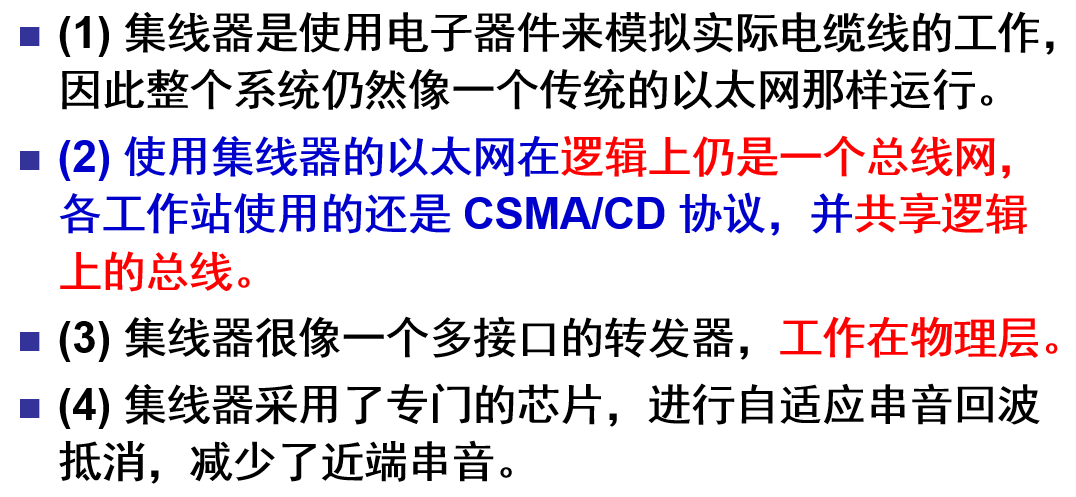 (1) 集线器是使用电子器件来模拟实际电缆线的工作，
因此整个系统仍然像一个传统的以太网那样运行。
(2) 使用集线器的以太网在逻辑上仍是一个总线网，
各工作站使用的还是 CSMA/CD 协议，并共享逻辑
上的总线。
(3) 集线器很像一个多接口的转发器，工作在物理层。
(4) 集线器采用了专门的芯片，进行自适应串音回波
抵消，减少了近端串音。